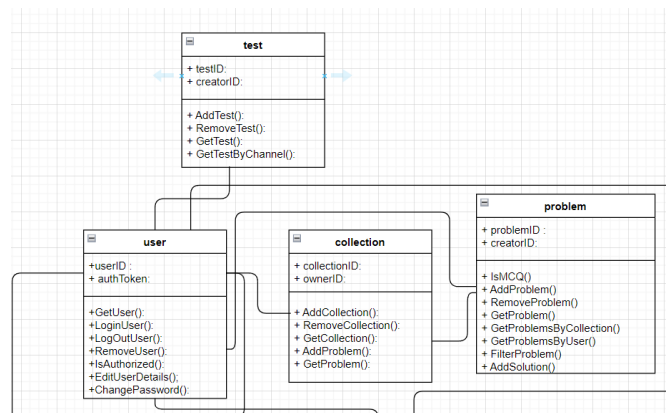 test
+ testID:
+ creatorID:
+ AddTest():
+ RemoveTest():
+ GetTest():
+ GetTestByChannel():
user
+userID :
+ authToken:
+GetUser():
+LoginUser():
+LogOutUser():
+RemoveUser():
+IsAuthorized():
+EditUserDetails();
+ChangePassword():
collection
+ collectionID:
+ ownerID:
+ AddCollection():
+ RemoveCollection():
+ GetCollection():
+ AddProblem():
+ GetProblem():
problem
+ problemID :
+ creatorID:
+ IsMCQ()
+ AddProblem()
+ RemoveProblem()
+ GetProblem()
+ GetProblemsByCollection()
+ GetProblemsByUser()
+ FilterProblem()
+ AddSolution()